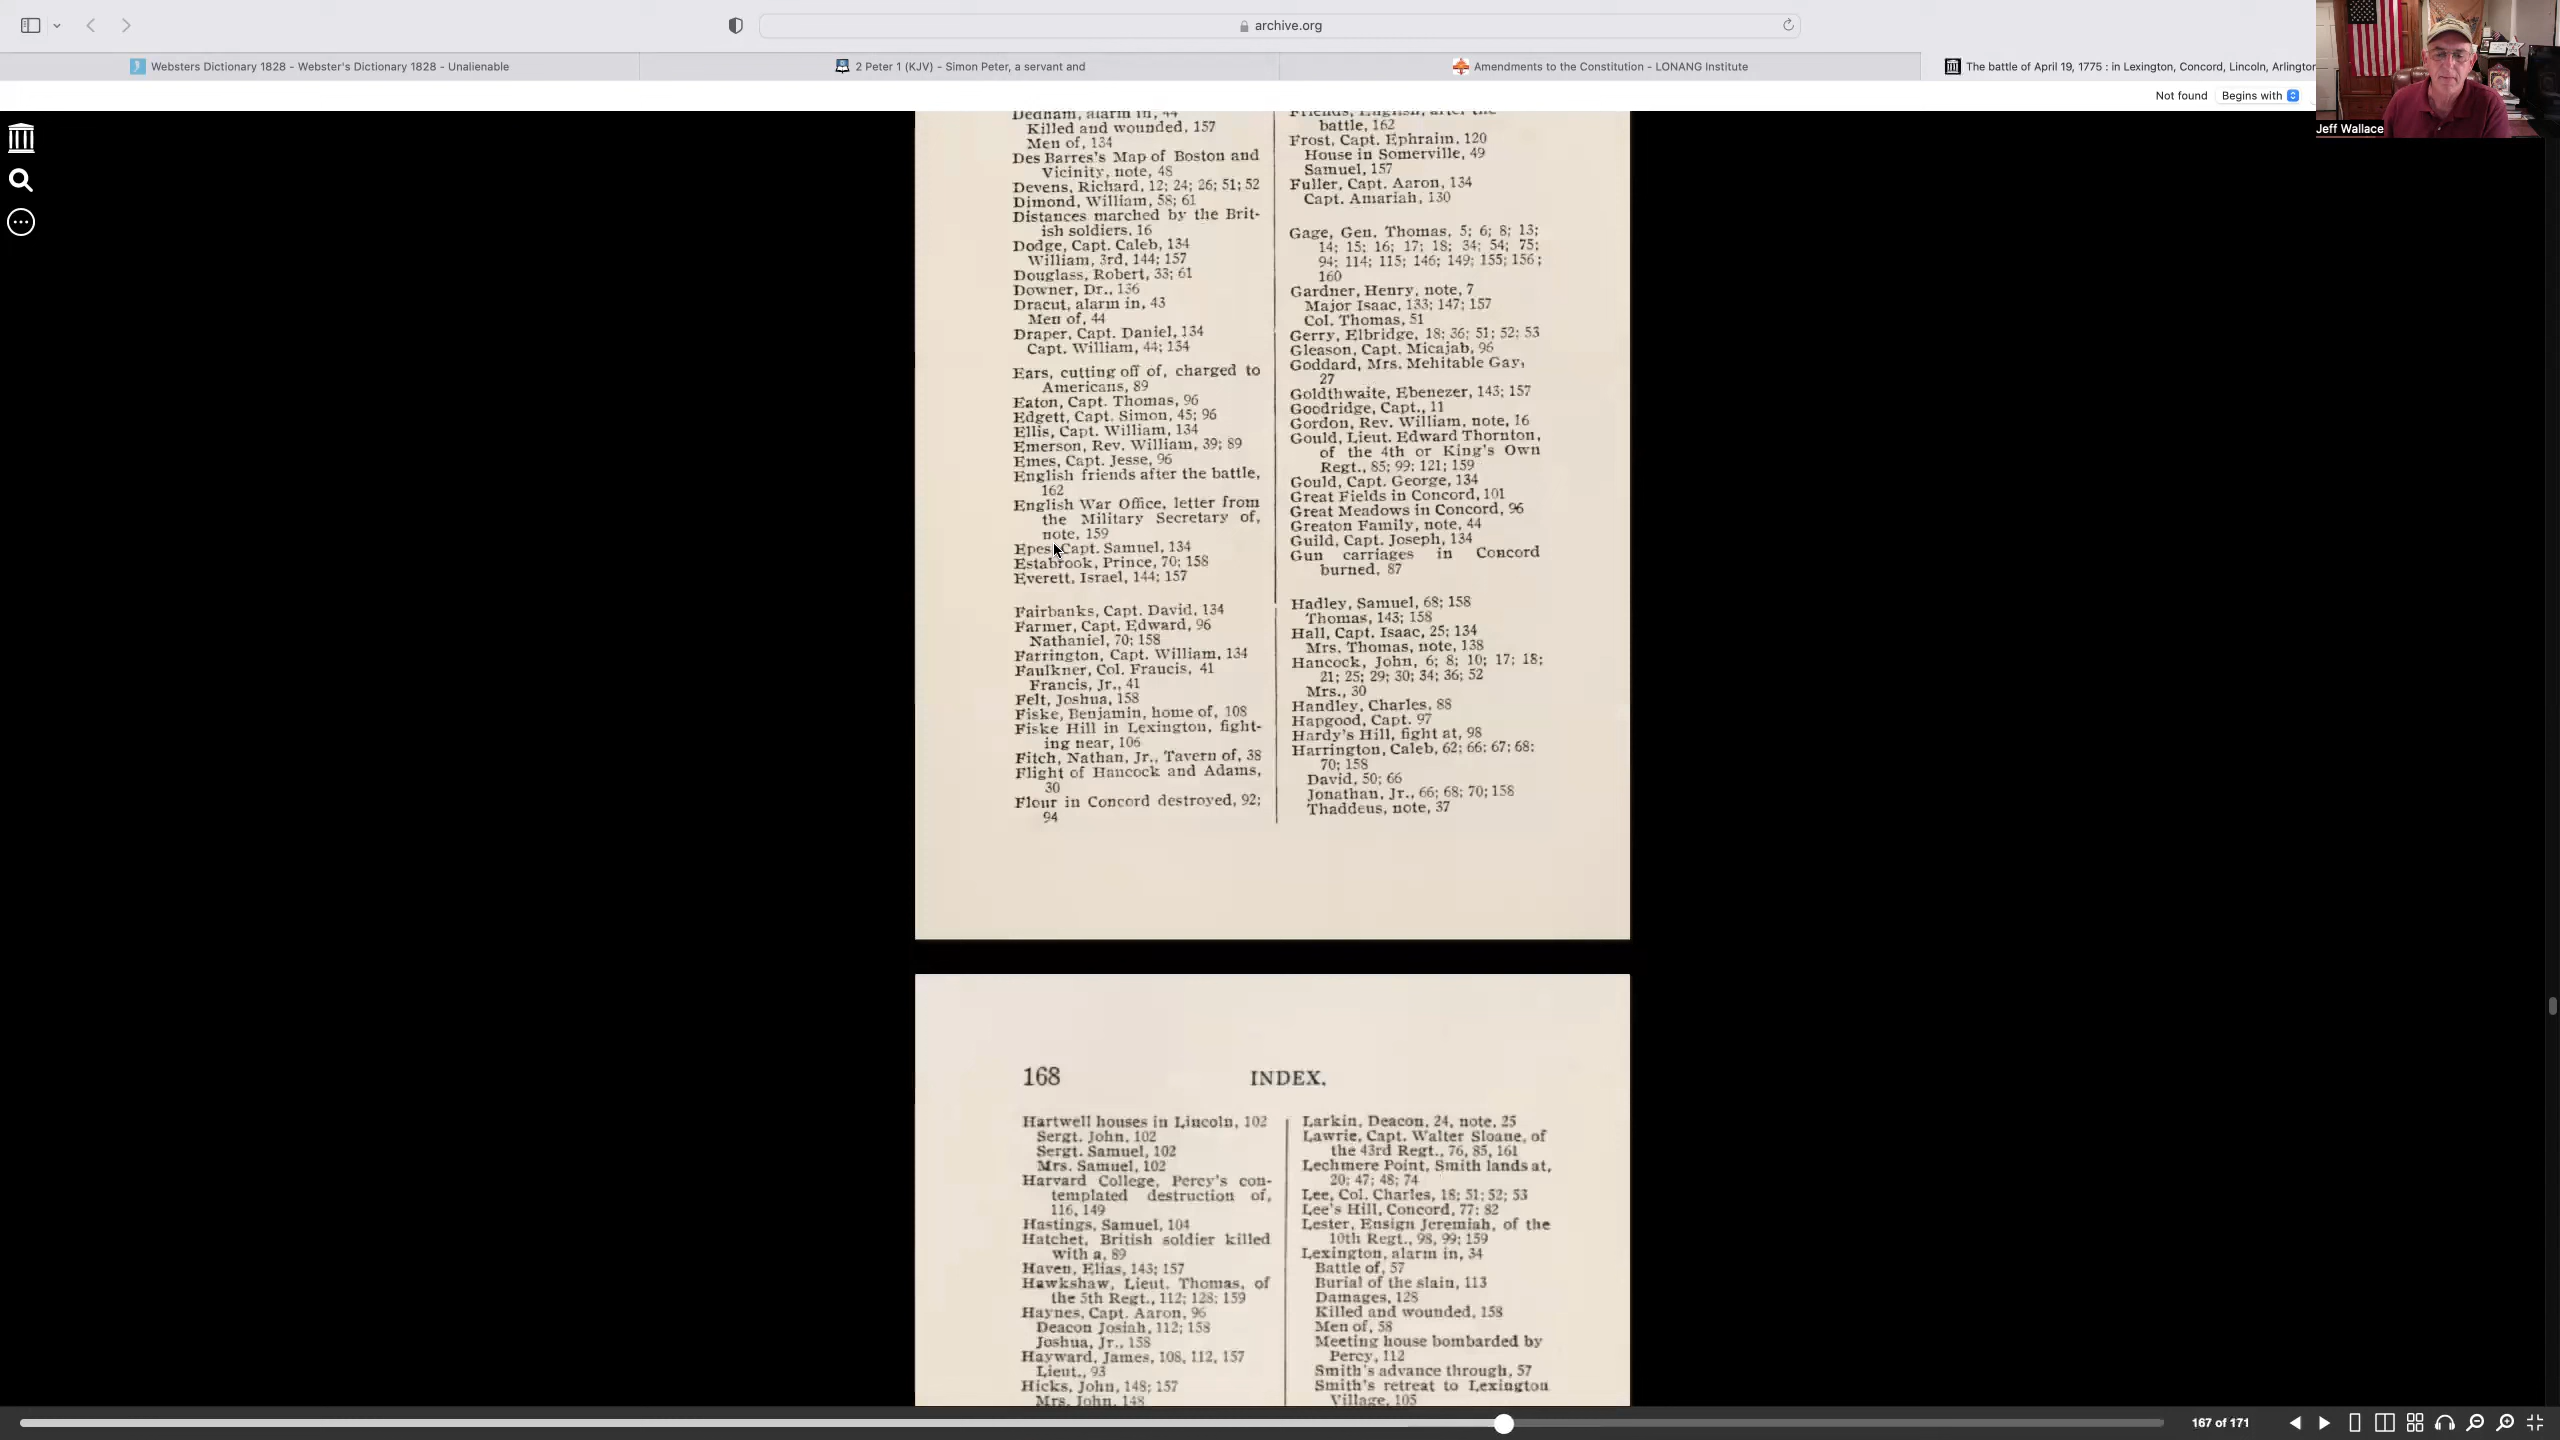 archive.org
Websters Dictionary 1828 - Webster's Dictionary 1828 - Unalienable
2 Peter 1 (KJV) - Simon Peter, a servant and
Amendments to the Constitution - LONANG Institute
The battle of April 19, 1775 : in Lexington, Concord, Lincoln, Arlington
Not found
Begins with
Jeff Wallace
Dedham, alarm in, 44
Killed and wounded, 157
Men of, 134
Des Barres's Map of Boston and
Vicinity, note, 48
Devens, Richard, 12; 24; 26; 51; 52
Dimond, William, 58; 61
Distances marched by the Brit-
ish soldiers, 16
Dodge, Capt. Caleb, 134
William, 3rd, 144; 157
Douglass, Robert, 33; 61
Downer, Dr., 136
Dracut, alarm in, 43
Men of, 44
Draper, Capt. Daniel, 134
Capt. William, 44; 134
Ears, cutting off of, charged to
Americans, 89
Eaton, Capt. Thomas, 96
Edgett, Capt. Simon, 45; 96
Ellis, Capt. William, 134
Emerson, Rev. William, 39; 89
Emes, Capt. Jesse, 96
English friends after the battle,
162
English War Office, letter from
the Military Secretary of,
note, 159
Epes, Capt. Samuel, 134
Estabrook, Prince, 70; 158
Everett, Israel, 144; 157
Fairbanks, Capt. David, 134
Farmer, Capt. Edward, 96
Nathaniel, 70; 158
Farrington, Capt. William, 134
Faulkner, Col. Francis, 41
Francis, Jr., 41
Felt, Joshua, 158
Fiske, Benjamin, home of, 108
Fiske Hill in Lexington, fight-
ing near, 106
Fitch, Nathan, Jr., Tavern of, 38
Flight of Hancock and Adams,
30
Flour in Concord destroyed, 92;
94
Friends, English, after the
battle, 162
Frost, Capt. Ephraim, 120
House in Somerville, 49
Samuel, 157
Fuller, Capt. Aaron, 134
Capt. Amariah, 130
Gage, Gen. Thomas, 5; 6; 8; 13;
14; 15; 16; 17; 18; 34; 54; 75;
94; 114; 115; 146; 149; 155; 156;
160
Gardner, Henry, note, 7
Major Isaac, 133; 147; 157
Col. Thomas, 51
Gerry, Elbridge, 18; 36; 51; 52; 53
Gleason, Capt. Micajab, 96
Goddard, Mrs. Mehitable Gay,
27
Goldthwaite, Ebenezer, 143; 157
Goodridge, Capt., 11
Gordon, Rev. William, note, 16
Gould, Lieut. Edward Thornton,
of the 4th or King's Own
Regt., 85; 99; 121; 159
Gould, Capt. George, 134
Great Fields in Concord, 101
Great Meadows in Concord, 96
Greaton Family, note, 44
Guild, Capt. Joseph, 134
Gun carriages in Concord
burned, 87
Hadley, Samuel, 68; 158
Thomas, 143; 158
Hall, Capt. Isaac, 25; 134
Mrs. Thomas, note, 138
Hancock, John, 6; 8; 10; 17; 18;
21; 25; 29; 30; 34; 36; 52
Mrs., 30
Handley, Charles, 88
Hapgood, Capt. 97
Hardy's Hill, fight at, 98
Harrington, Caleb, 62; 66; 67; 68;
70; 158
David, 50; 66
Jonathan, Jr., 66; 68; 70; 158
Thaddeus, note, 37
168 INDEX.
Hartwell houses in Lincoln, 102
Sergt. John, 102
Sergt. Samuel, 102
Mrs. Samuel, 102
Harvard College, Percy's con-
templated destruction of,
116, 149
Hastings, Samuel, 104
Hatchet, British soldier killed
with a, 89
Haven, Elias, 143; 157
Hawkshaw, Lieut. Thomas, of
the 5th Regt., 112; 128; 159
Haynes, Capt. Aaron, 96
Deacon Josiah, 112; 158
Joshua, Jr., 158
Hayward, James, 108, 112, 157
Lieut., 93
Hicks, John, 148; 157
Mrs. John, 148
Larkin, Deacon, 24, note, 25
Lawrie, Capt. Walter Sloane, of
the 43rd Regt., 76, 85, 161
Lechmere Point, Smith lands at,
20; 47; 48; 74
Lee, Col. Charles, 18; 51; 52; 53
Lee's Hill, Concord, 77; 82
Lester, Ensign Jeremiah, of the
10th Regt., 98, 99; 159
Lexington, alarm in, 34
Battle of, 57
Burial of the slain, 113
Damages, 128
Killed and wounded, 158
Men of, 58
Meeting house bombarded by
Percy, 112
Smith's advance through, 57
Smith's retreat to Lexington
Village, 105
167 of 171